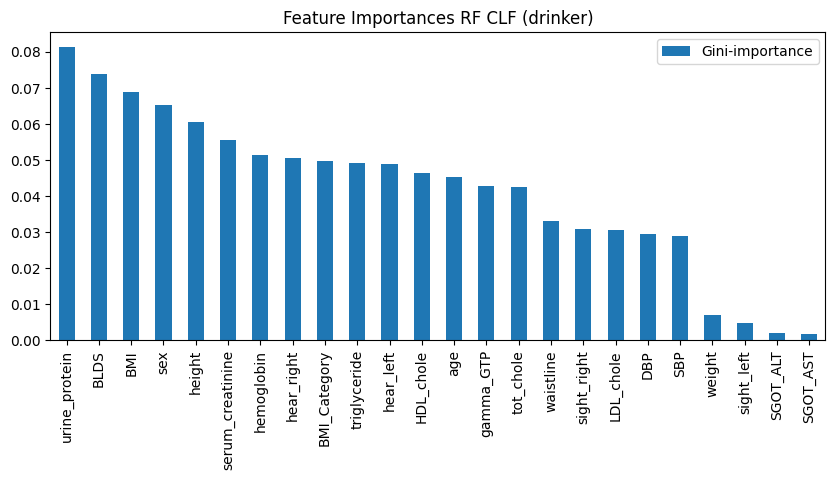 Feature Importances RF CLF (drinker)
Gini-importance
0.08
0.07
0.06
0.05
0.04
0.03
0.02
0.01
0.00
urine_protein
BLDS
BMI
sex
height
serum_creatinine
hemoglobin
hear_right
BMI_Category
triglyceride
hear_left
HDL_chole
age
gamma_GTP
tot_chole
waistline
sight_right
LDL_chole
DBP
SBP
weight
sight_left
SGOT_ALT
SGOT_AST